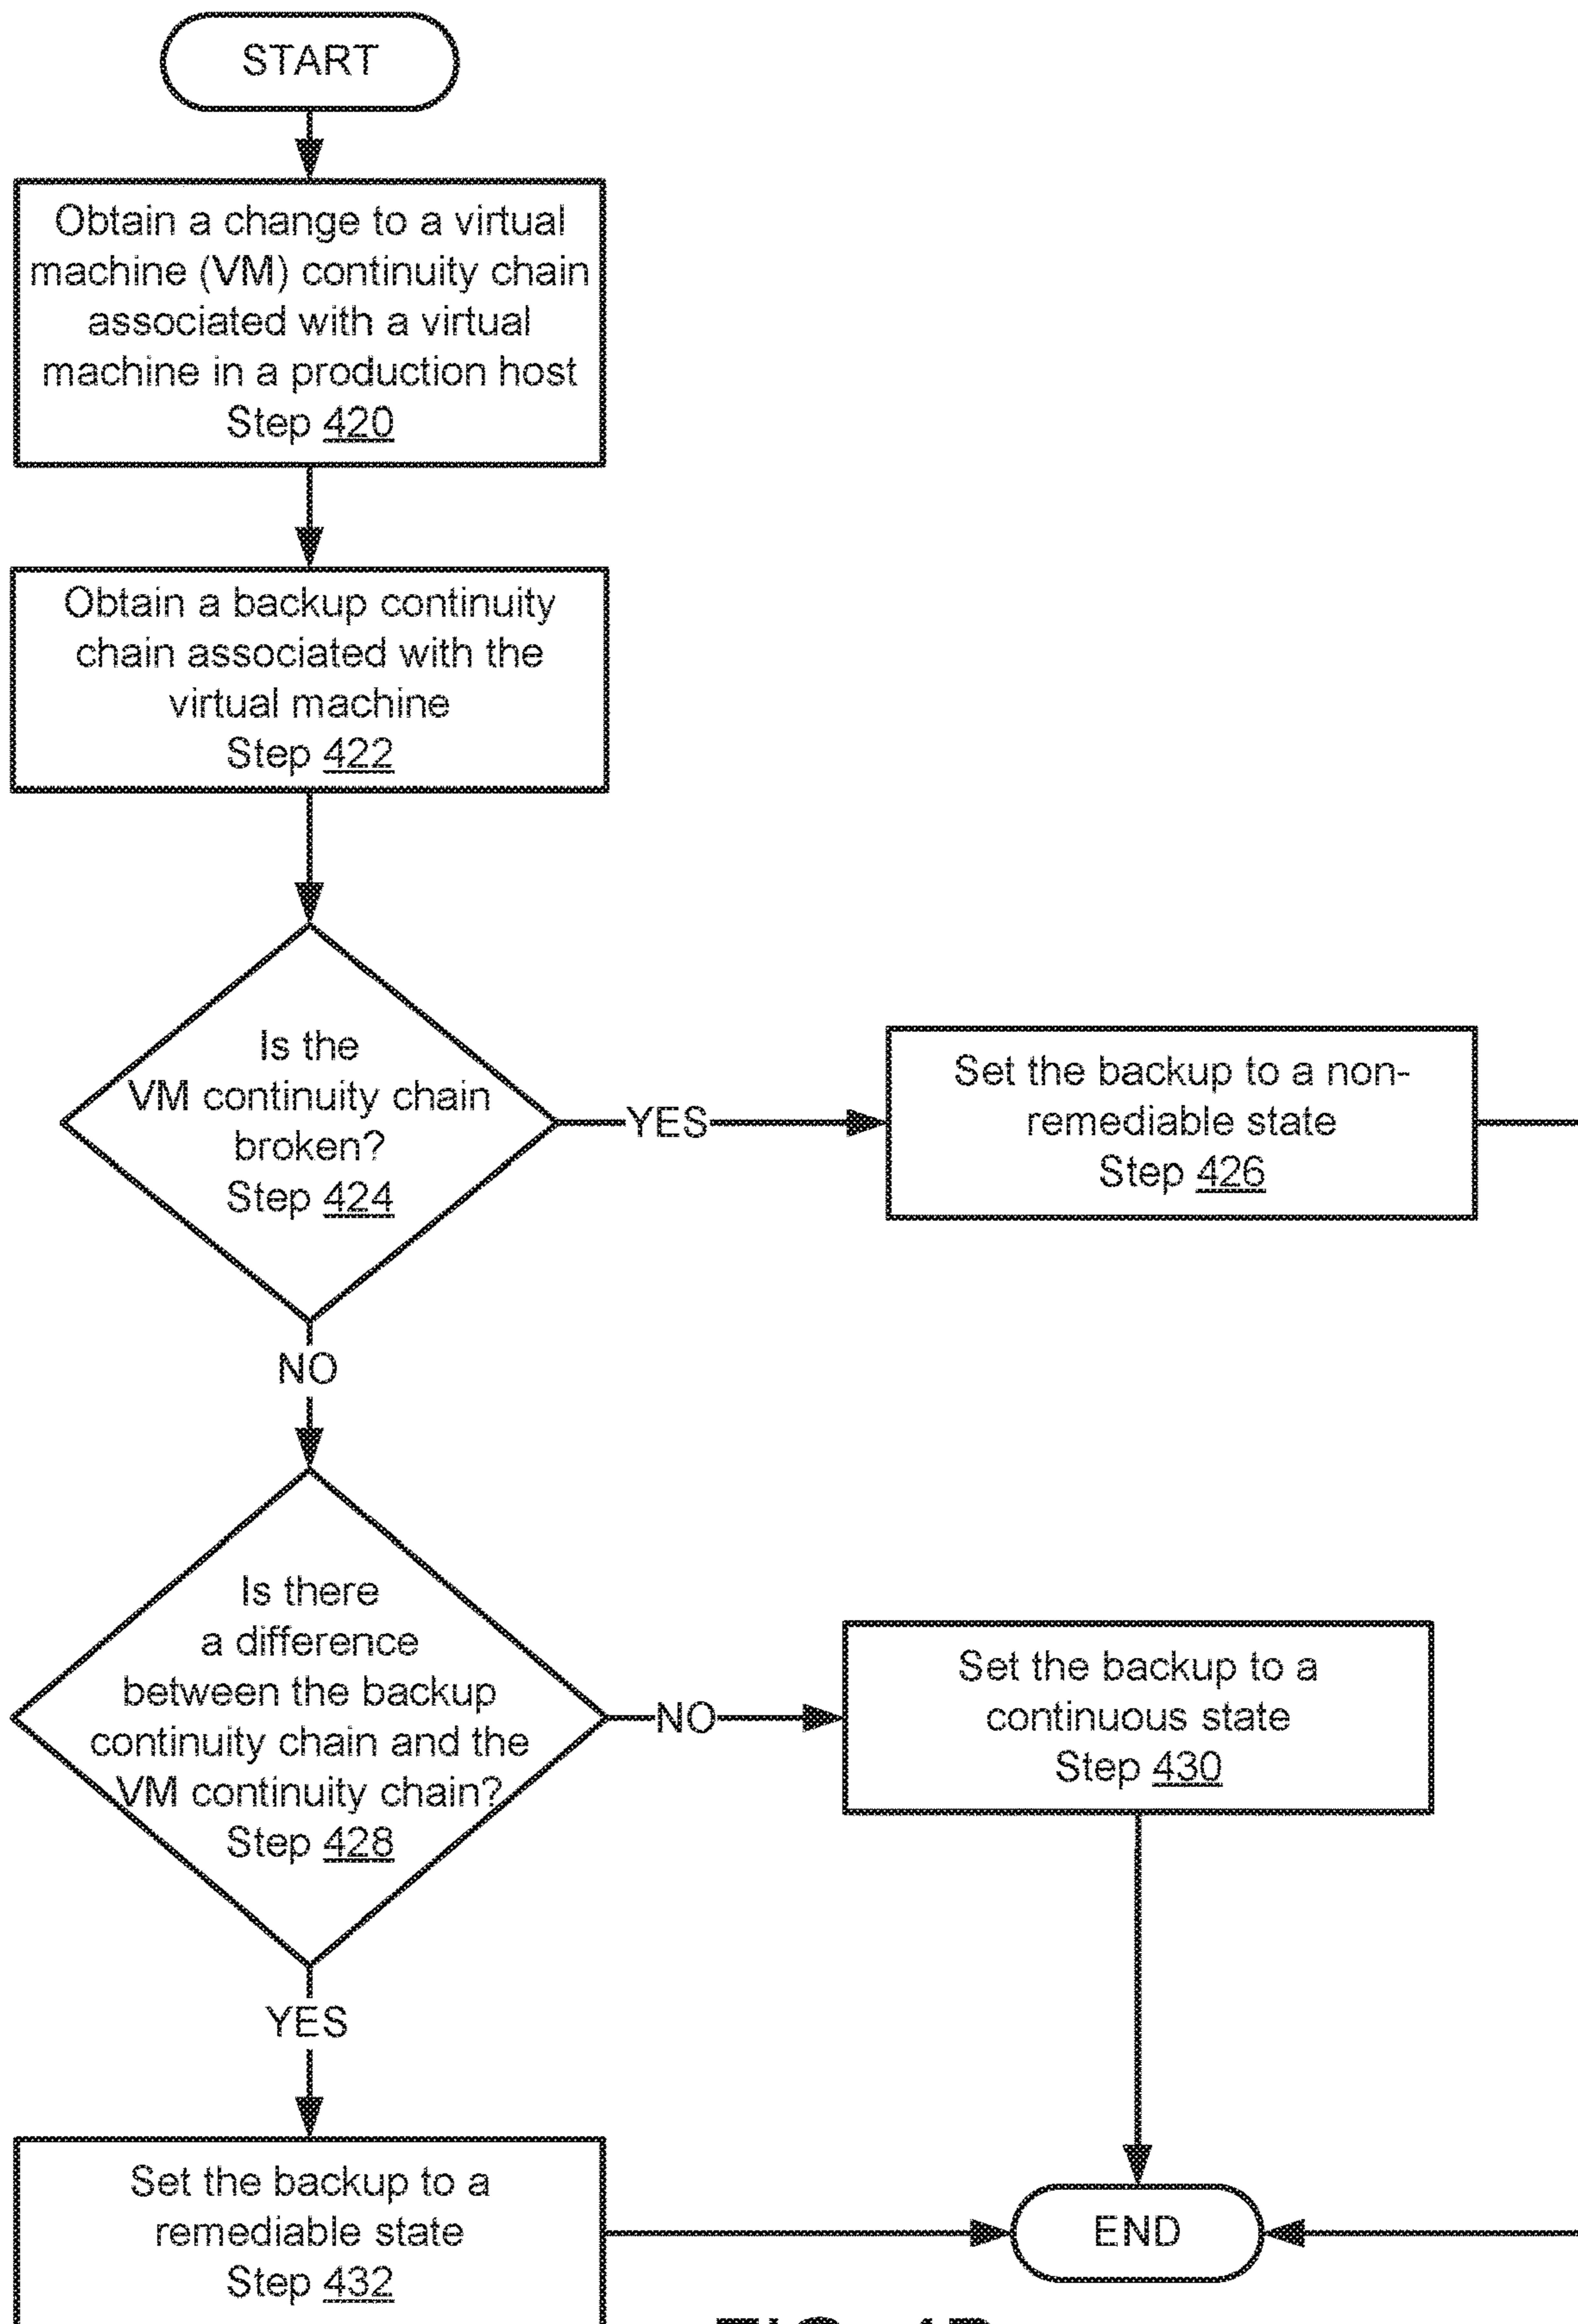 START
Obtain a change to a virtual
machine (VM) continuity chain
associated with a virtual
machine in a production host
Step 420
Obtain a backup continuity
chain associated with the
virtual machine
Step 422
Is the
VM continuity chain
broken?
Step 424
YES
Set the backup to a non-
remediable state
Step 426
NO
Is there
a difference
between the backup
continuity chain and the
VM continuity chain?
Step 428
NO
Set the backup to a
continuous state
Step 430
YES
Set the backup to a
remediable state
Step 432
END